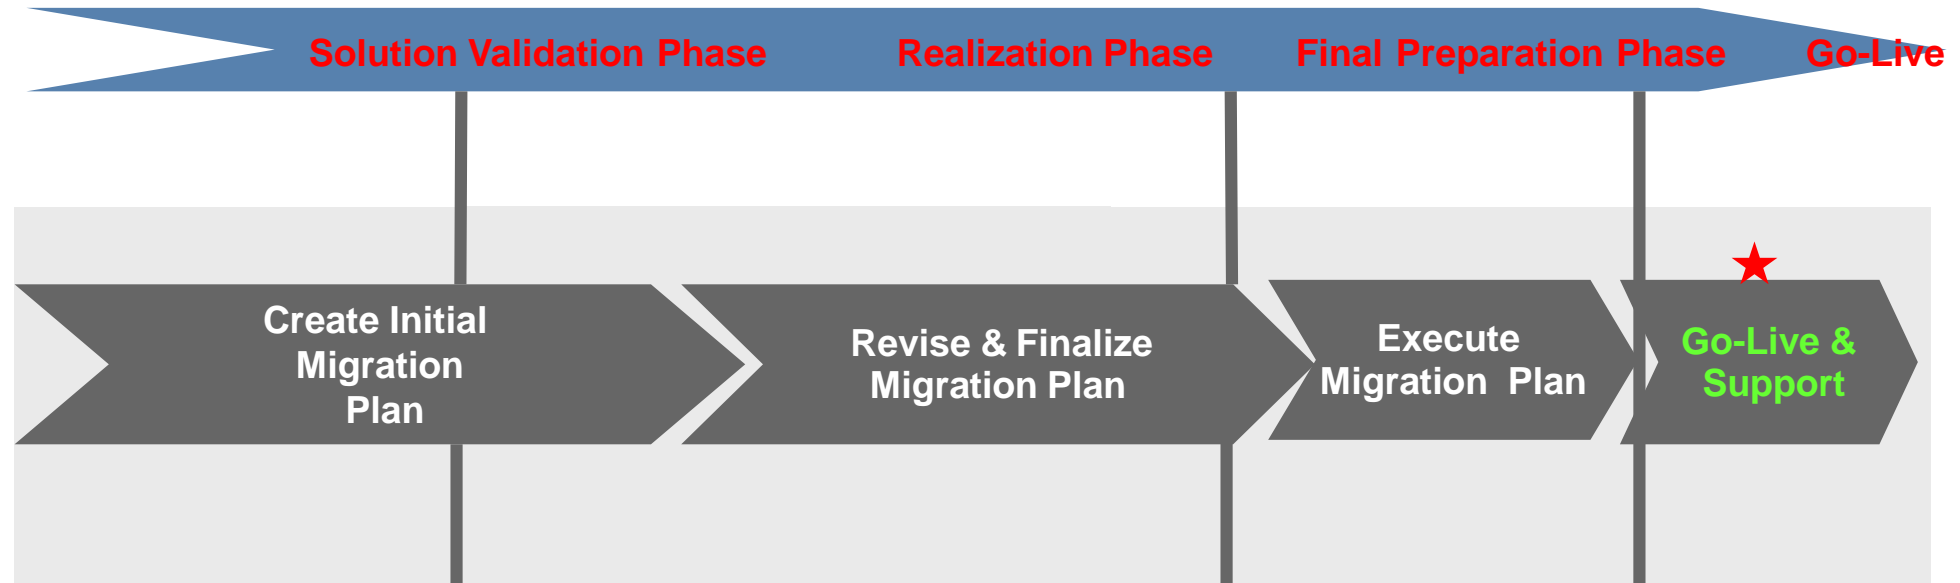 Solution Validation Phase
Realization Phase
Final Preparation Phase
Go-Live
Create Initial
Migration
Plan
Revise & Finalize
Migration Plan
Execute
Migration  Plan
Go-Live &
Support